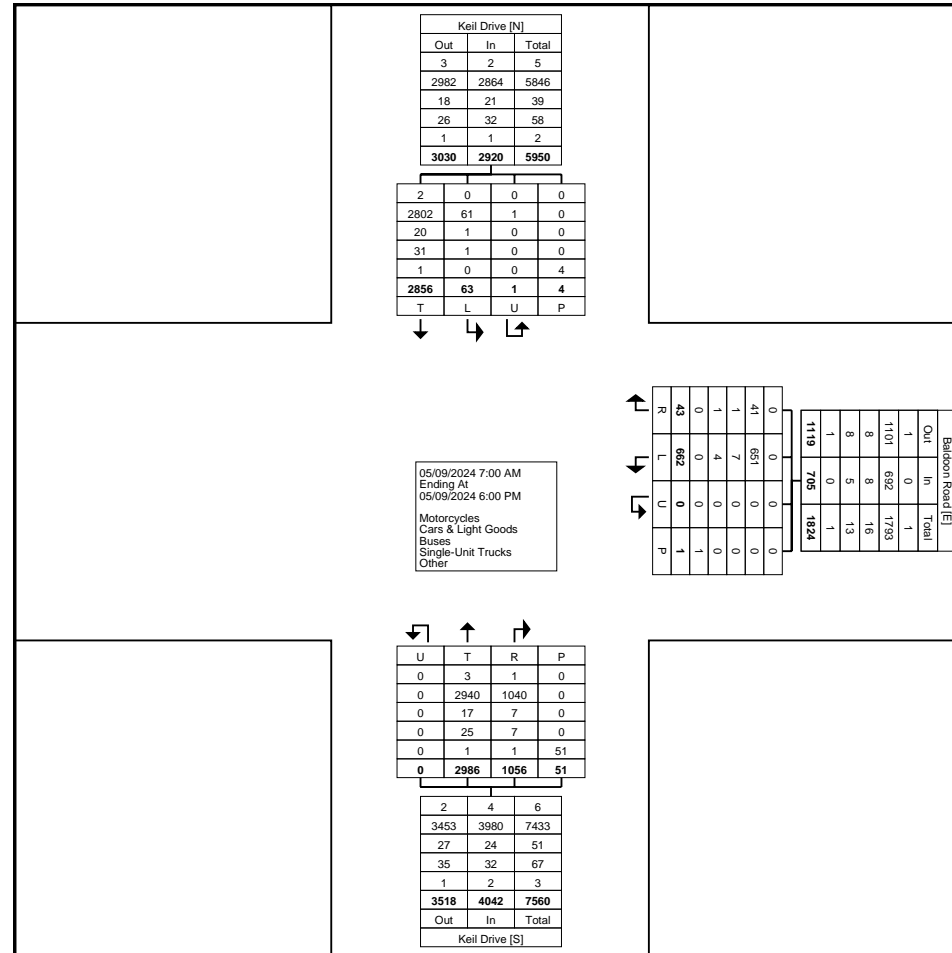 Keil Drive [N]
Out In Total
3 2 5
2982 2864 5846
18 21 39
26 32 58
1 1 2
3030 2920 5950
2 0 0 0
2802 61 1 0
20 1 0 0
31 1 0 0
1 0 0 4
2856 63 1 4
T L U P
Baldoon Road [E]
Out In Total
1 0 1
1101 692 1793
8 8 16
8 5 13
1 0 1
1119 705 1824
0 0 0 0
41 651 0 0
1 7 0 0
1 4 0 0
0 0 0 1
43 662 0 1
R L U P
05/09/2024 7:00 AM
Ending At
05/09/2024 6:00 PM
Motorcycles
Cars & Light Goods
Buses
Single-Unit Trucks
Other
U T R P
0 3 1 0
0 2940 1040 0
0 17 7 0
0 25 7 0
0 1 1 51
0 2986 1056 51
2 4 6
3453 3980 7433
27 24 51
35 32 67
1 2 3
3518 4042 7560
Out In Total
Keil Drive [S]